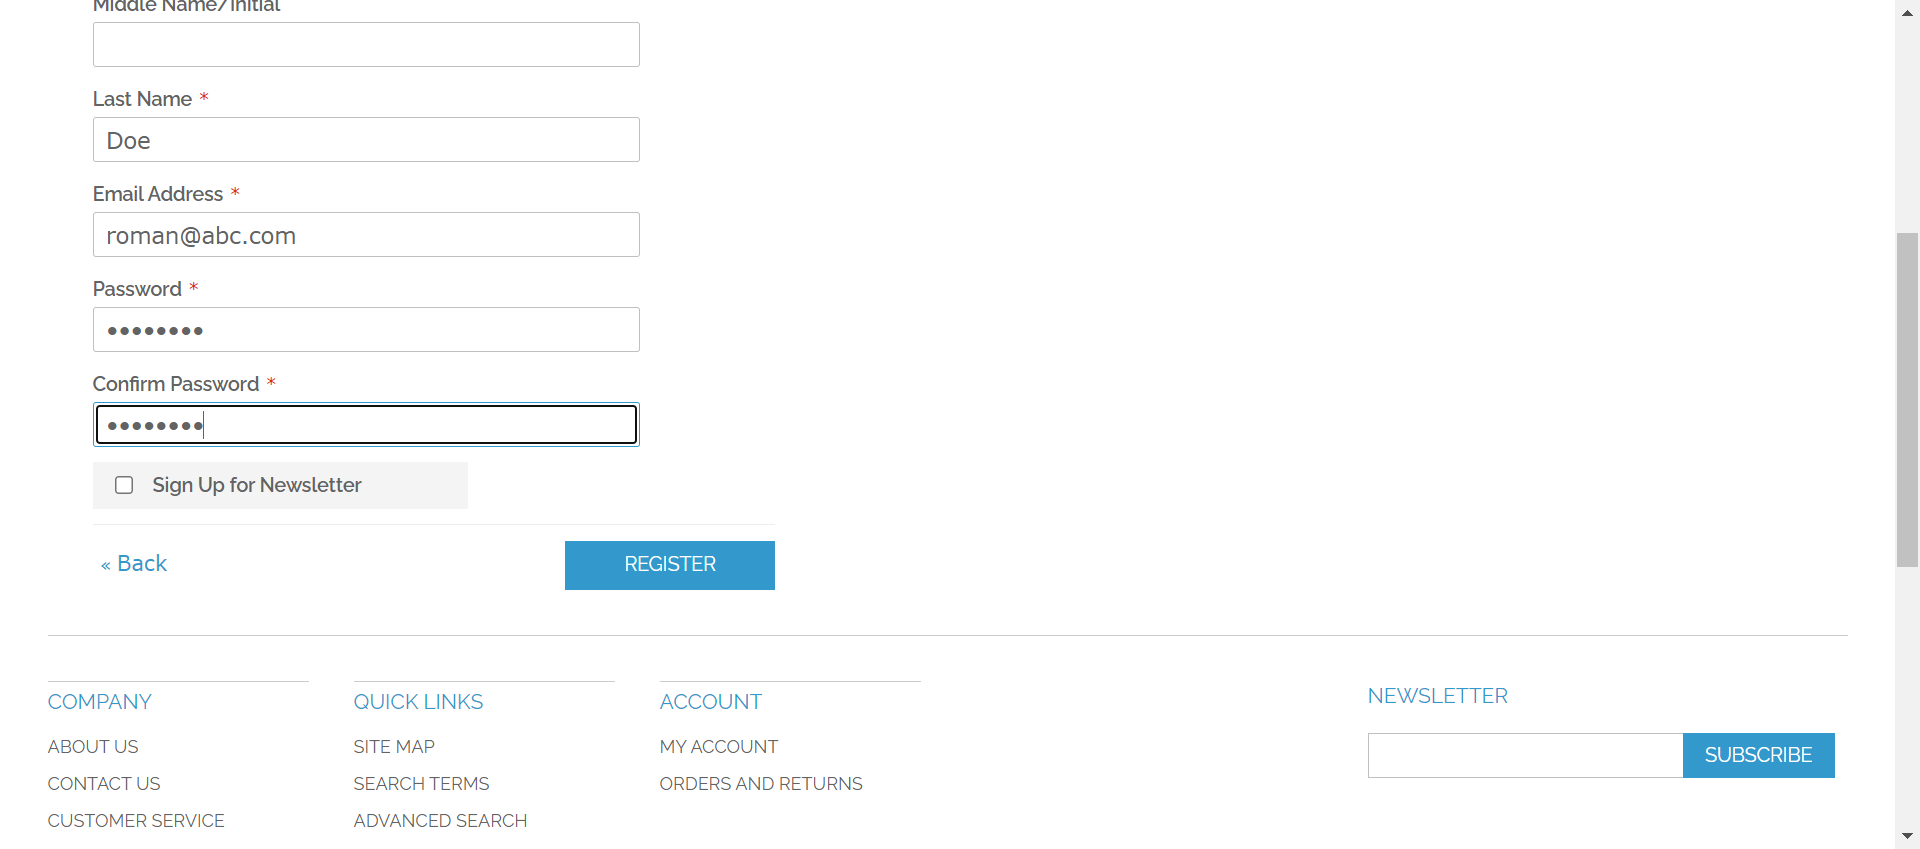 Middle Name/Initial
Last Name *
Doe
Email Address *
roman@abc.com
Password *
••••••••
Confirm Password *
••••••••
Sign Up for Newsletter
« Back
REGISTER
COMPANY
ABOUT US
CONTACT US
CUSTOMER SERVICE
QUICK LINKS
SITE MAP
SEARCH TERMS
ADVANCED SEARCH
ACCOUNT
MY ACCOUNT
ORDERS AND RETURNS
NEWSLETTER
SUBSCRIBE